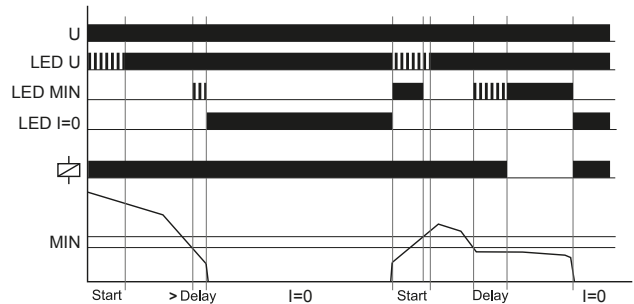 U
LED U
LED MIN
LED I=0
MIN
Start >Delay I=0 Start Delay I=0